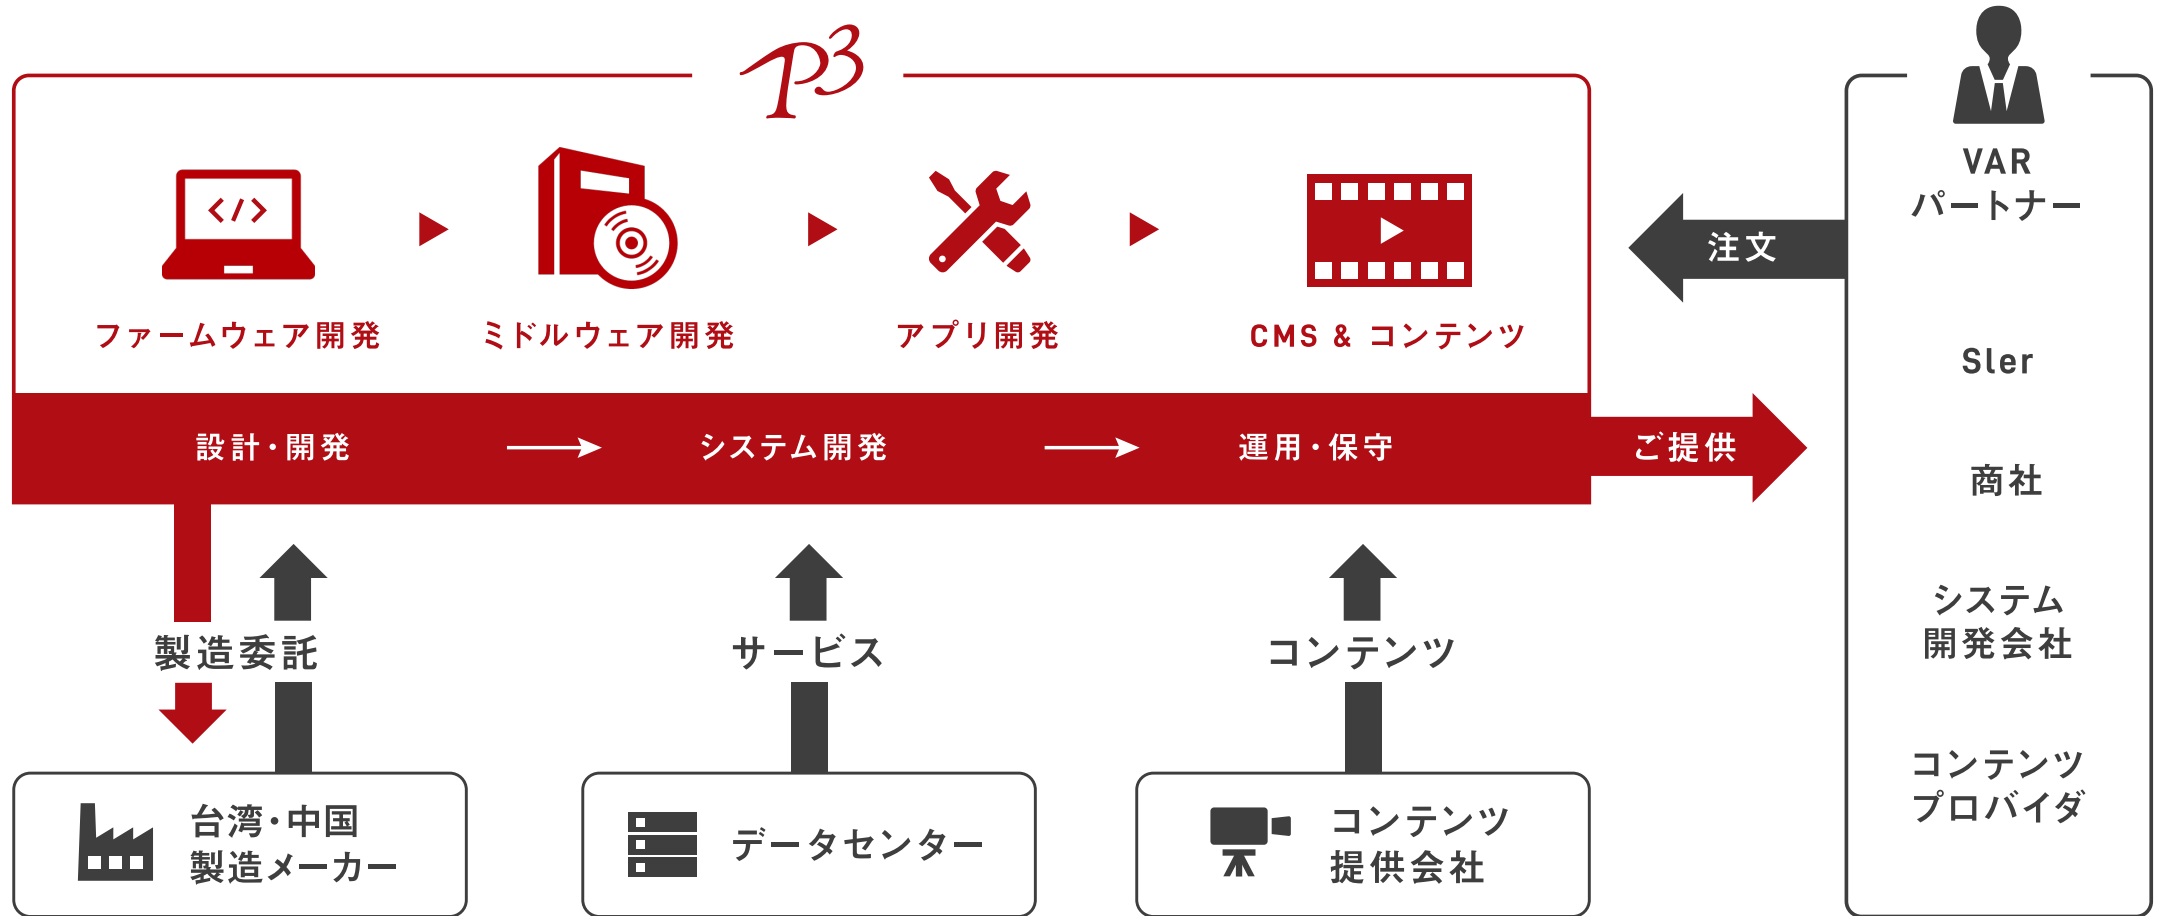 P3
ファームウェア開発
ミドルウェア開発
アプリ開発
CMS & コンテンツ
設計・開発
システム開発
運用・保守
ご提供
注文
VAR
パートナー
SIer
商社
システム
開発会社
コンテンツ
プロバイダ
製造委託
サービス
コンテンツ
台湾・中国
製造メーカー
データセンター
コンテンツ
提供会社